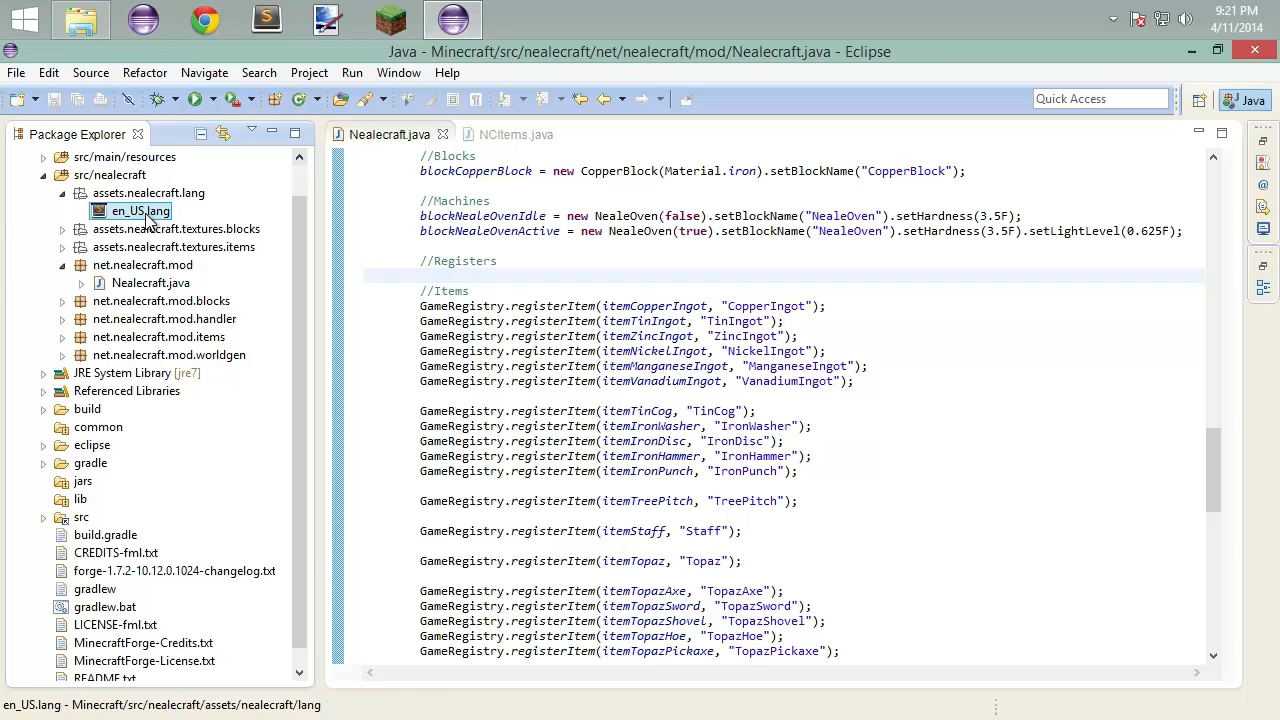 9:21 PM
4/11/2014
Java - Minecraft/src/nealecraft/net/nealecraft/mod/Nealecraft.java - Eclipse
File Edit Source Refactor Navigate Search Project Run Window Help
Quick Access
Java
Package Explorer
src/main/resources
src/nealecraft
assets.nealecraft.lang
en_US.lang
assets.nealecraft.textures.blocks
assets.nealecraft.textures.items
net.nealecraft.mod
Nealecraft.java
net.nealecraft.mod.blocks
net.nealecraft.mod.handler
net.nealecraft.mod.items
net.nealecraft.mod.worldgen
JRE System Library [jre7]
Referenced Libraries
build
common
eclipse
gradle
jars
lib
src
build.gradle
CREDITS-fml.txt
forge-1.7.2-10.12.0.1024-changelog.txt
gradlew
gradlew.bat
LICENSE-fml.txt
MinecraftForge-Credits.txt
MinecraftForge-License.txt
README.txt
Nealecraft.java
NCItems.java
//Blocks
blockCopperBlock = new CopperBlock(Material.iron).setBlockName("CopperBlock");
//Machines
blockNealeOvenIdle = new NealeOven(false).setBlockName("NealeOven").setHardness(3.5F);
blockNealeOvenActive = new NealeOven(true).setBlockName("NealeOven").setHardness(3.5F).setLightLevel(0.625F);
//Registers
//Items
GameRegistry.registerItem(itemCopperIngot, "CopperIngot");
GameRegistry.registerItem(itemTinIngot, "TinIngot");
GameRegistry.registerItem(itemZincIngot, "ZincIngot");
GameRegistry.registerItem(itemNickelIngot, "NickelIngot");
GameRegistry.registerItem(itemManganeseIngot, "ManganeseIngot");
GameRegistry.registerItem(itemVanadiumIngot, "VanadiumIngot");
GameRegistry.registerItem(itemTinCog, "TinCog");
GameRegistry.registerItem(itemIronWasher, "IronWasher");
GameRegistry.registerItem(itemIronDisc, "IronDisc");
GameRegistry.registerItem(itemIronHammer, "IronHammer");
GameRegistry.registerItem(itemIronPunch, "IronPunch");
GameRegistry.registerItem(itemTreePitch, "TreePitch");
GameRegistry.registerItem(itemStaff, "Staff");
GameRegistry.registerItem(itemTopaz, "Topaz");
GameRegistry.registerItem(itemTopazAxe, "TopazAxe");
GameRegistry.registerItem(itemTopazSword, "TopazSword");
GameRegistry.registerItem(itemTopazShovel, "TopazShovel");
GameRegistry.registerItem(itemTopazHoe, "TopazHoe");
GameRegistry.registerItem(itemTopazPickaxe, "TopazPickaxe");
en_US.lang - Minecraft/src/nealecraft/assets/nealecraft/lang